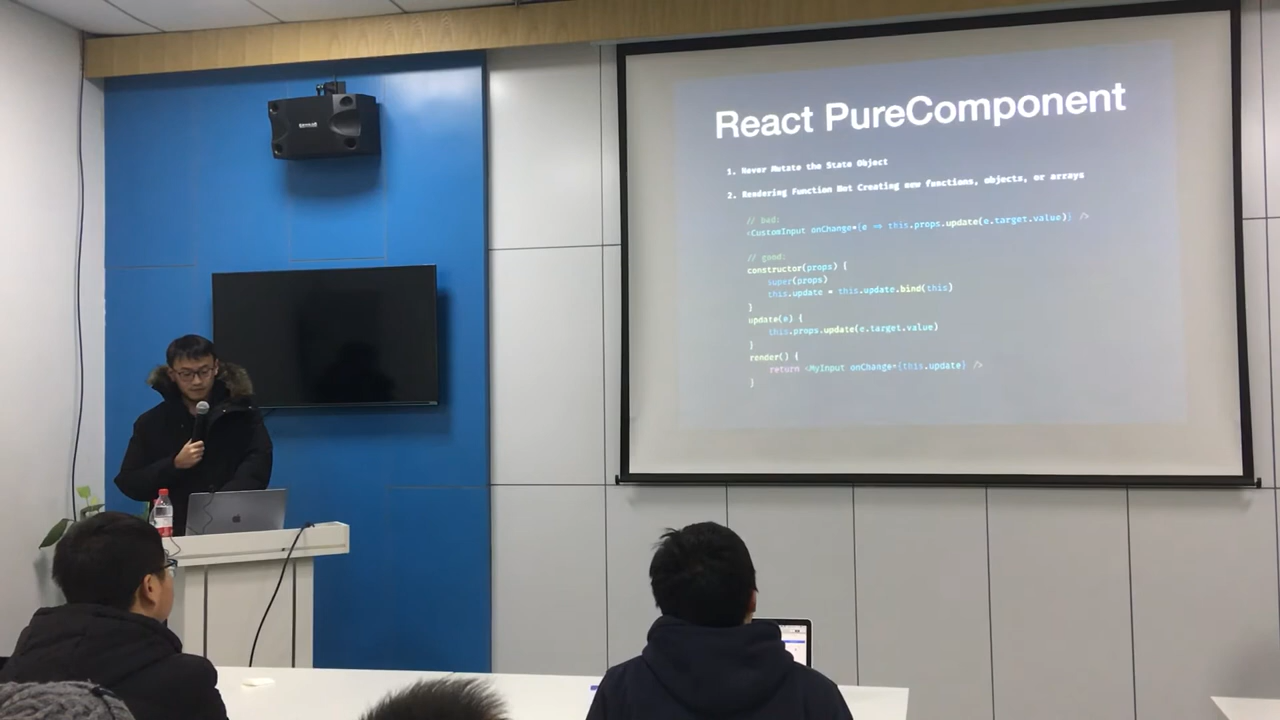 React PureComponent
1. Never Mutate the State Object
2. Rendering Function Not Creating new functions, objects, or arrays
// bad:
<CustomInput onChange={e => this.props.update(e.target.value)} />
// good:
constructor(props) {
super(props)
this.update = this.update.bind(this)
}
update(e) {
this.props.update(e.target.value)
}
render() {
return <MyInput onChange={this.update} />
}